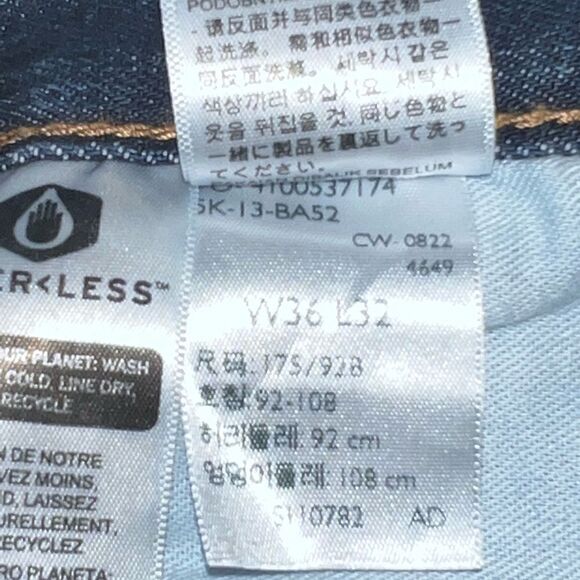 - 请反面并与同类色衣物一
起洗涤。需和相似色衣物一
同反面洗涤。세탁시 같은
색상끼리 하십시요 세탁시
옷을 뒤집을 것 同じ色物と
一緒に製品を裏返して洗っ
てください。
SEBELUM
4100537174
5K-13-BA52
CW- 0822
4649
W36 L32
尺码: 175/92B
호칭: 92-108
허리둘레: 92 cm
엉덩이둘레: 108 cm
5110782 AD
ER<LESS™
OUR PLANET: WASH
COLD, LINE DRY,
RECYCLE
N DE NOTRE
VEZ MOINS,
D, LAISSEZ
URELLEMENT,
ECYCLEZ
RO PLANETA: